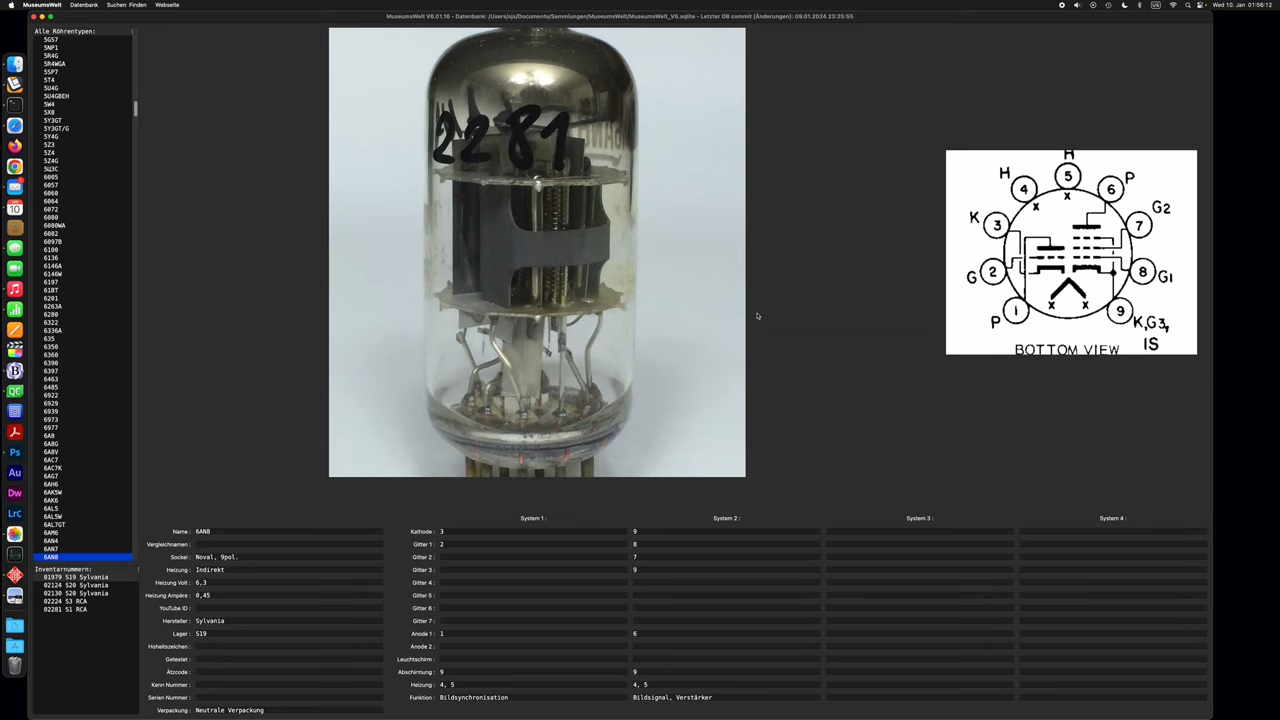 MuseumsWelt Datenbank Suchen Finden Webseite
Wed 10. Jan 01:56:12
MuseumsWelt V6.01.16 - Datenbank: /Users/sjs/Documents/Sammlungen/MuseumsWelt/MuseumsWelt_V6.sqlite - Letzter DB commit (Änderungen): 09.01.2024 23:25:55
Alle Röhrentypen:
5GS7
5NP1
5R4G
5R4WGA
5SP7
5T4
5U4G
5U4GBEH
5W4
5X8
5Y3GT
5Y3GT/G
5Y4G
5Z3
5Z4
5Z4G
5Ц3С
6005
6057
6060
6064
6072
6080
6080WA
6082
6097B
6100
6136
6146A
6146W
6197
61BT
6201
6263A
6280
6322
6336A
635
6350
6360
6390
6397
6463
6485
6922
6929
6939
6973
6977
6A8
6A8G
6A8V
6AC7
6AC7K
6AG7
6AH6
6AK5W
6AK6
6AL5
6AL5W
6AL7GT
6AM6
6AN4
6AN7
6AN8
Inventarnummern:
01979 S19 Sylvania
02124 S20 Sylvania
02130 S20 Sylvania
02224 S3 RCA
02281 S1 RCA
2281
H
H 5
4 6 P
K 3 7 G2
G 2 8 G1
P 1 9 K,G3,
IS
BOTTOM VIEW
System 1 : System 2 : System 3 : System 4 :
Name : 6AN8 Kathode : 3 9
Vergleichnamen : Gitter 1 : 2 8
Sockel : Noval, 9pol. Gitter 2 : 7
Heizung : Indirekt Gitter 3 : 9
Heizung Volt : 6,3 Gitter 4 :
Heizung Ampère : 0,45 Gitter 5 :
YouTube ID : Gitter 6 :
Hersteller : Sylvania Gitter 7 :
Lager : S19 Anode 1 : 1 6
Hoheitszeichen : Anode 2 :
Getestet : Leuchtschirm :
Ätzcode : Abschirmung : 9 9
Kenn Nummer : Heizung : 4, 5 4, 5
Serien Nummer : Funktion : Bildsynchronisation Bildsignal, Verstärker
Verpackung : Neutrale Verpackung